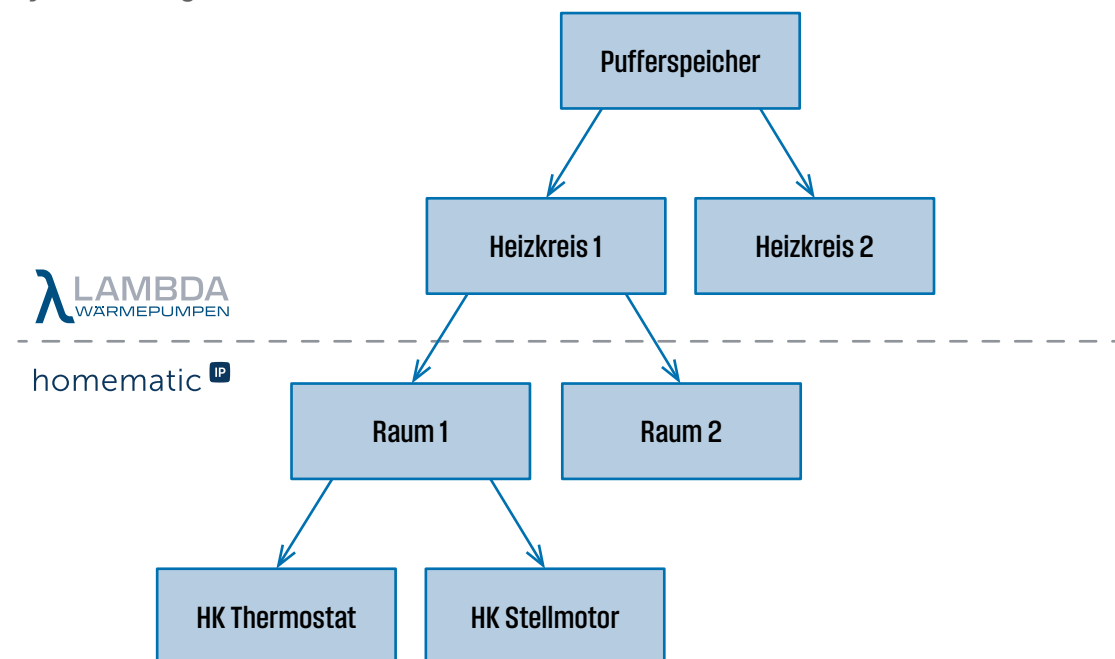 Pufferspeicher
Heizkreis 1
Heizkreis 2
λ LAMBDA
WÄRMEPUMPEN
homematic IP
Raum 1
Raum 2
HK Thermostat
HK Stellmotor